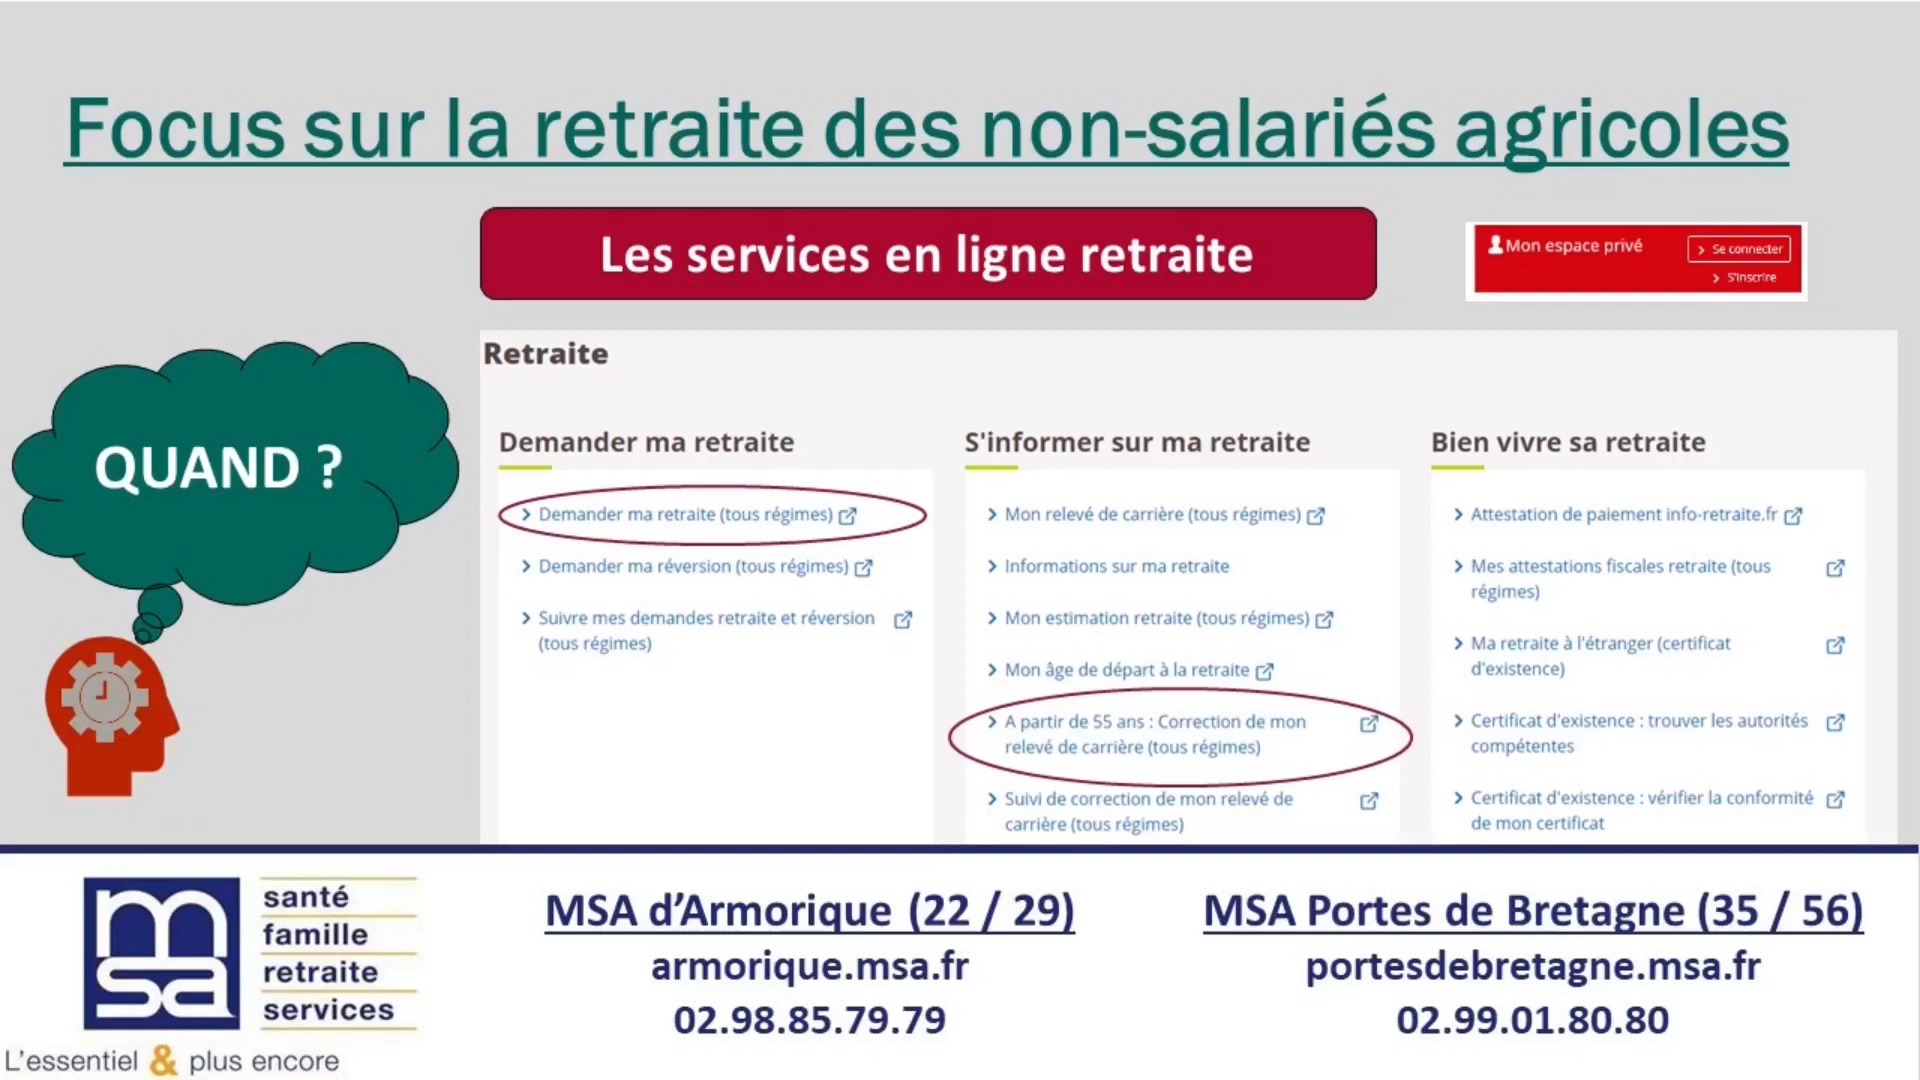 Focus sur la retraite des non-salariés agricoles
Les services en ligne retraite
Mon espace privé
Se connecter
S'inscrire
QUAND ?
Retraite
Demander ma retraite
Demander ma retraite (tous régimes)
Demander ma réversion (tous régimes)
Suivre mes demandes retraite et réversion
(tous régimes)
S'informer sur ma retraite
Mon relevé de carrière (tous régimes)
Informations sur ma retraite
Mon estimation retraite (tous régimes)
Mon âge de départ à la retraite
A partir de 55 ans : Correction de mon
relevé de carrière (tous régimes)
Suivi de correction de mon relevé de
carrière (tous régimes)
Bien vivre sa retraite
Attestation de paiement info-retraite.fr
Mes attestations fiscales retraite (tous
régimes)
Ma retraite à l'étranger (certificat
d'existence)
Certificat d'existence : trouver les autorités
compétentes
Certificat d'existence : vérifier la conformité
de mon certificat
msa
santé
famille
retraite
services
L'essentiel & plus encore
MSA d'Armorique (22 / 29)
armorique.msa.fr
02.98.85.79.79
MSA Portes de Bretagne (35 / 56)
portesdebretagne.msa.fr
02.99.01.80.80